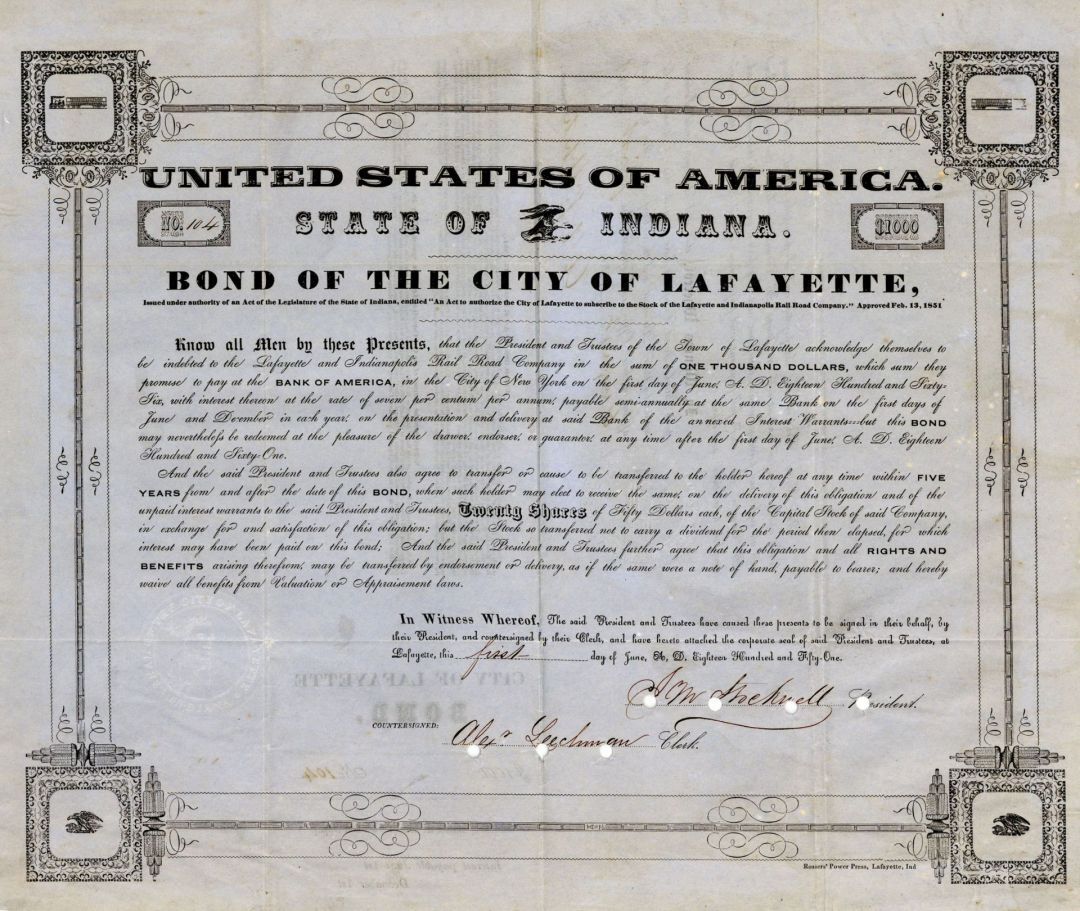 UNITED STATES OF AMERICA.
No. 104
STATE OF INDIANA.
$1000
BOND OF THE CITY OF LAFAYETTE,
Issued under authority of an Act of the Legislature of the State of Indiana, entitled "An Act to authorize the City of Lafayette to subscribe to the Stock of the Lafayette and Indianapolis Rail Road Company." Approved Feb. 13, 1851
Know all Men by these Presents, that the President and Trustees of the Town of Lafayette acknowledge themselves to
be indebted to the Lafayette and Indianapolis Rail Road Company in the sum of ONE THOUSAND DOLLARS, which sum they
promise to pay at the BANK OF AMERICA, in the City of New York on the first day of June, A. D. Eighteen Hundred and Sixty-
Six, with interest thereon at the rate of seven per centum per annum, payable semi-annually at the same Bank on the first days of
June and December in each year, on the presentation and delivery at said Bank of the annexed Interest Warrants---but this BOND
may nevertheless be redeemed at the pleasure of the drawer, endorser, or guarantor, at any time after the first day of June, A. D. Eighteen
Hundred and Sixty-One.
And the said President and Trustees also agree to transfer or cause to be transferred to the holder hereof at any time within FIVE
YEARS from and after the date of this BOND, when such holder may elect to receive the same, on the delivery of this obligation and of the
unpaid interest warrants to the said President and Trustees, Twenty Shares of Fifty Dollars each, of the Capital Stock of said Company,
in exchange for and satisfaction of this obligation; but the Stock so transferred not to carry a dividend for the period then elapsed, for which
interest may have been paid on this bond; And the said President and Trustees further agree that this obligation and all RIGHTS AND
BENEFITS arising therefrom, may be transferred by endorsement or delivery, as if the same were a note of hand, payable to bearer; and hereby
waive all benefits from Valuation or Appraisement laws.
In Witness Whereof, The said President and Trustees have caused these presents to be signed in their behalf, by
their President, and countersigned by their Clerk, and have hereto attached the corporate seal of said President and Trustees, at
Lafayette, this first day of June, A. D. Eighteen Hundred and Fifty-One.
CITY OF LAFAYETTE
BOND,
Stockwell President.
COUNTERSIGNED:
Alexr Leechman Clerk.
No. 104
Rossers' Power Press, Lafayette, Ind
December 1st